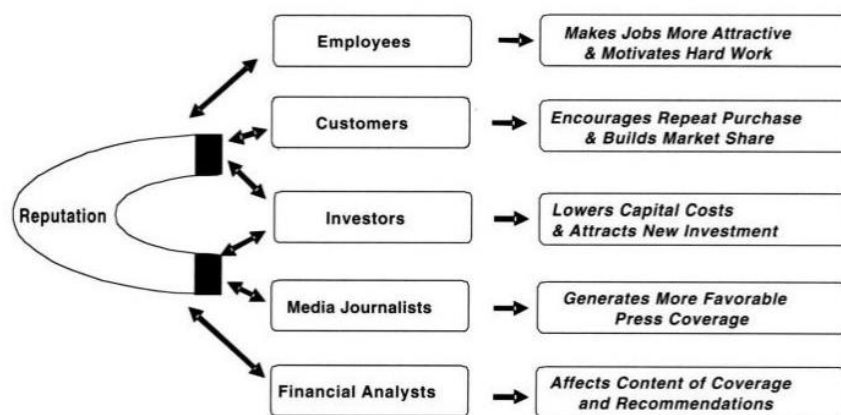 Employees
Makes Jobs More Attractive
& Motivates Hard Work
Customers
Encourages Repeat Purchase
& Builds Market Share
Reputation
Investors
Lowers Capital Costs
& Attracts New Investment
Media Journalists
Generates More Favorable
Press Coverage
Financial Analysts
Affects Content of Coverage
and Recommendations